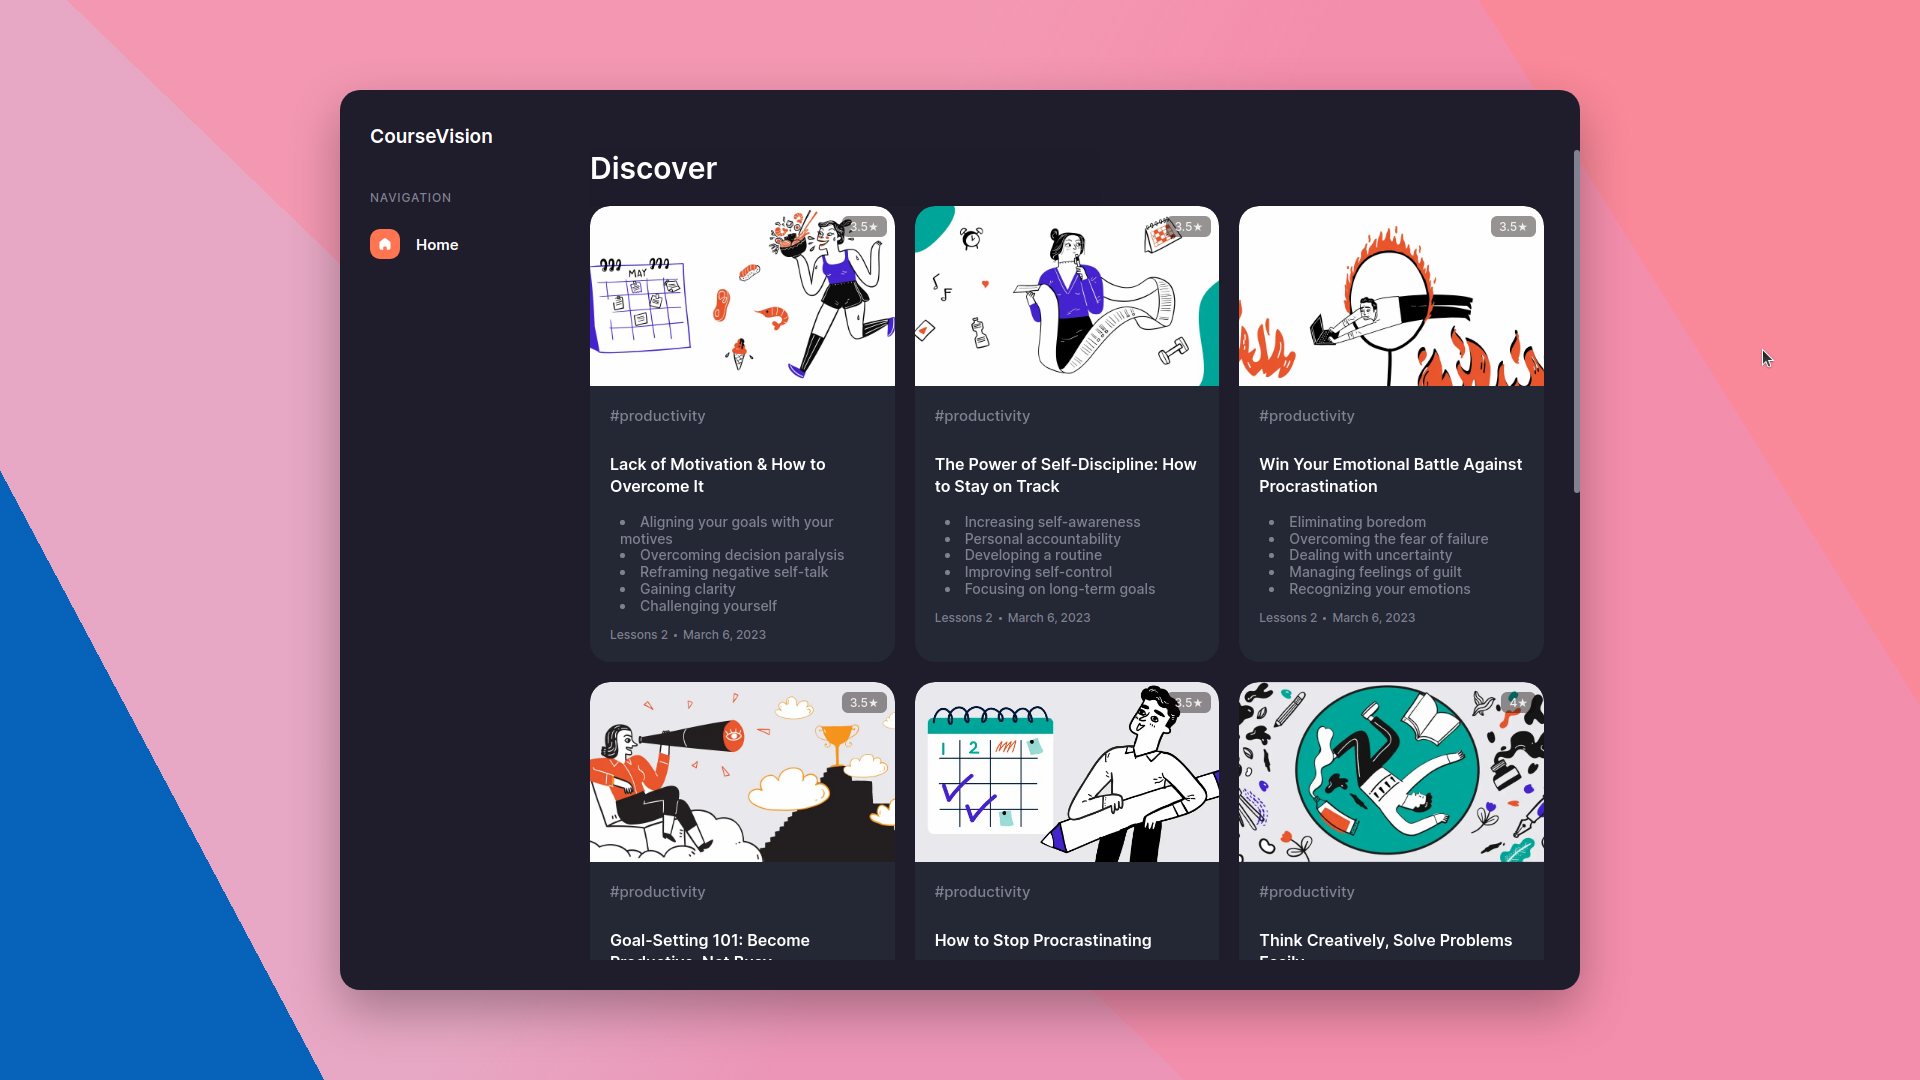 CourseVision
NAVIGATION
Home
Discover
MAY
3.5★
#productivity
Lack of Motivation & How to
Overcome It
• Aligning your goals with your
motives
• Overcoming decision paralysis
• Reframing negative self-talk
• Gaining clarity
• Challenging yourself
Lessons 2 • March 6, 2023
3.5★
#productivity
The Power of Self-Discipline: How
to Stay on Track
• Increasing self-awareness
• Personal accountability
• Developing a routine
• Improving self-control
• Focusing on long-term goals
Lessons 2 • March 6, 2023
3.5★
#productivity
Win Your Emotional Battle Against
Procrastination
• Eliminating boredom
• Overcoming the fear of failure
• Dealing with uncertainty
• Managing feelings of guilt
• Recognizing your emotions
Lessons 2 • March 6, 2023
3.5★
#productivity
Goal-Setting 101: Become
Productive, Not Busy
3.5★
1 2
#productivity
How to Stop Procrastinating
4★
#productivity
Think Creatively, Solve Problems
Easily